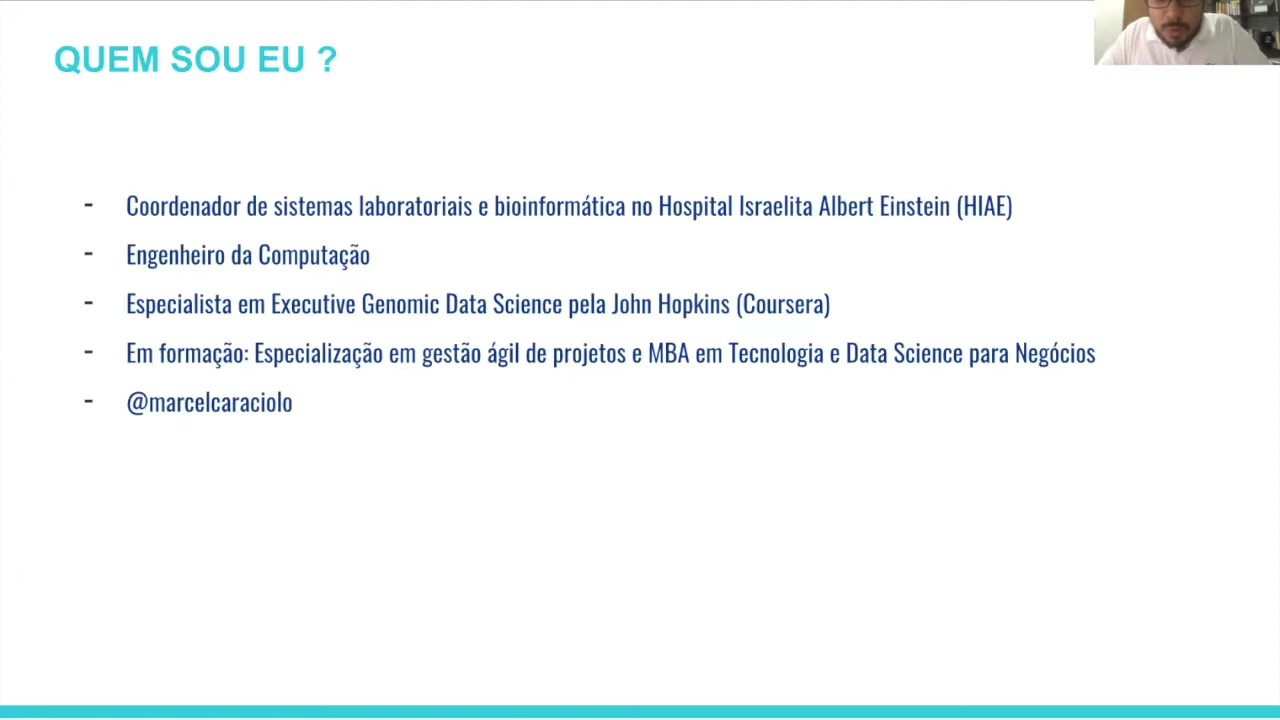 QUEM SOU EU ?
- Coordenador de sistemas laboratoriais e bioinformática no Hospital Israelita Albert Einstein (HIAE)
- Engenheiro da Computação
- Especialista em Executive Genomic Data Science pela John Hopkins (Coursera)
- Em formação: Especialização em gestão ágil de projetos e MBA em Tecnologia e Data Science para Negócios
- @marcelcaraciolo